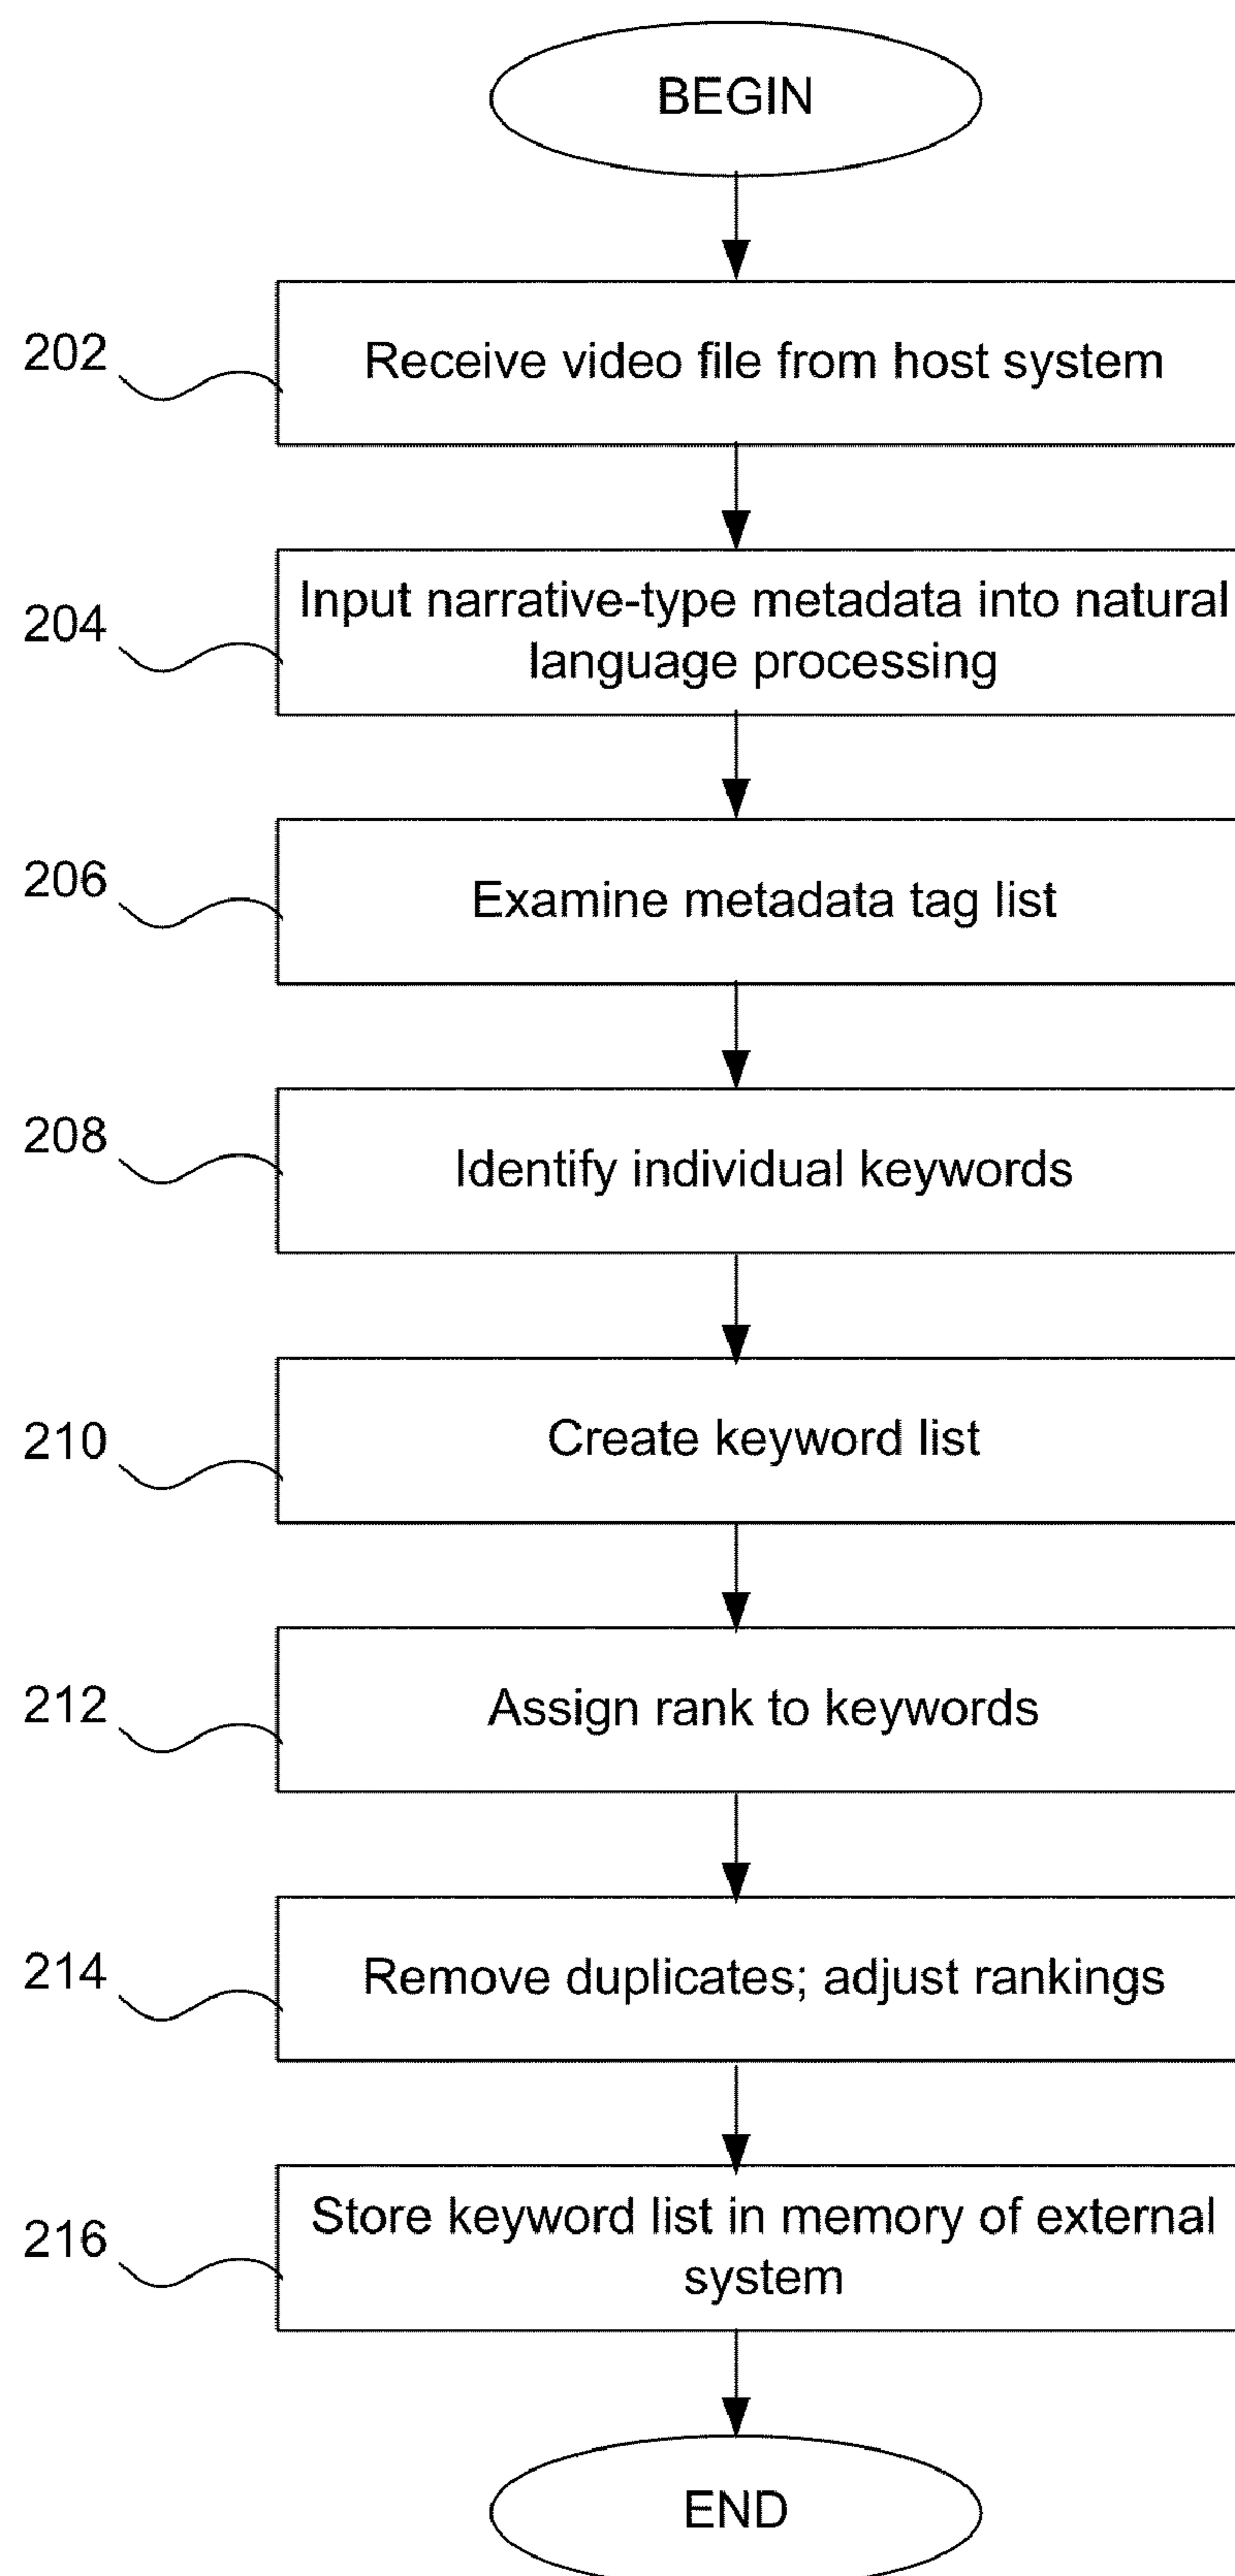 BEGIN
202
Receive video file from host system
204
Input narrative-type metadata into natural
language processing
206
Examine metadata tag list
208
Identify individual keywords
210
Create keyword list
212
Assign rank to keywords
214
Remove duplicates; adjust rankings
216
Store keyword list in memory of external
system
END